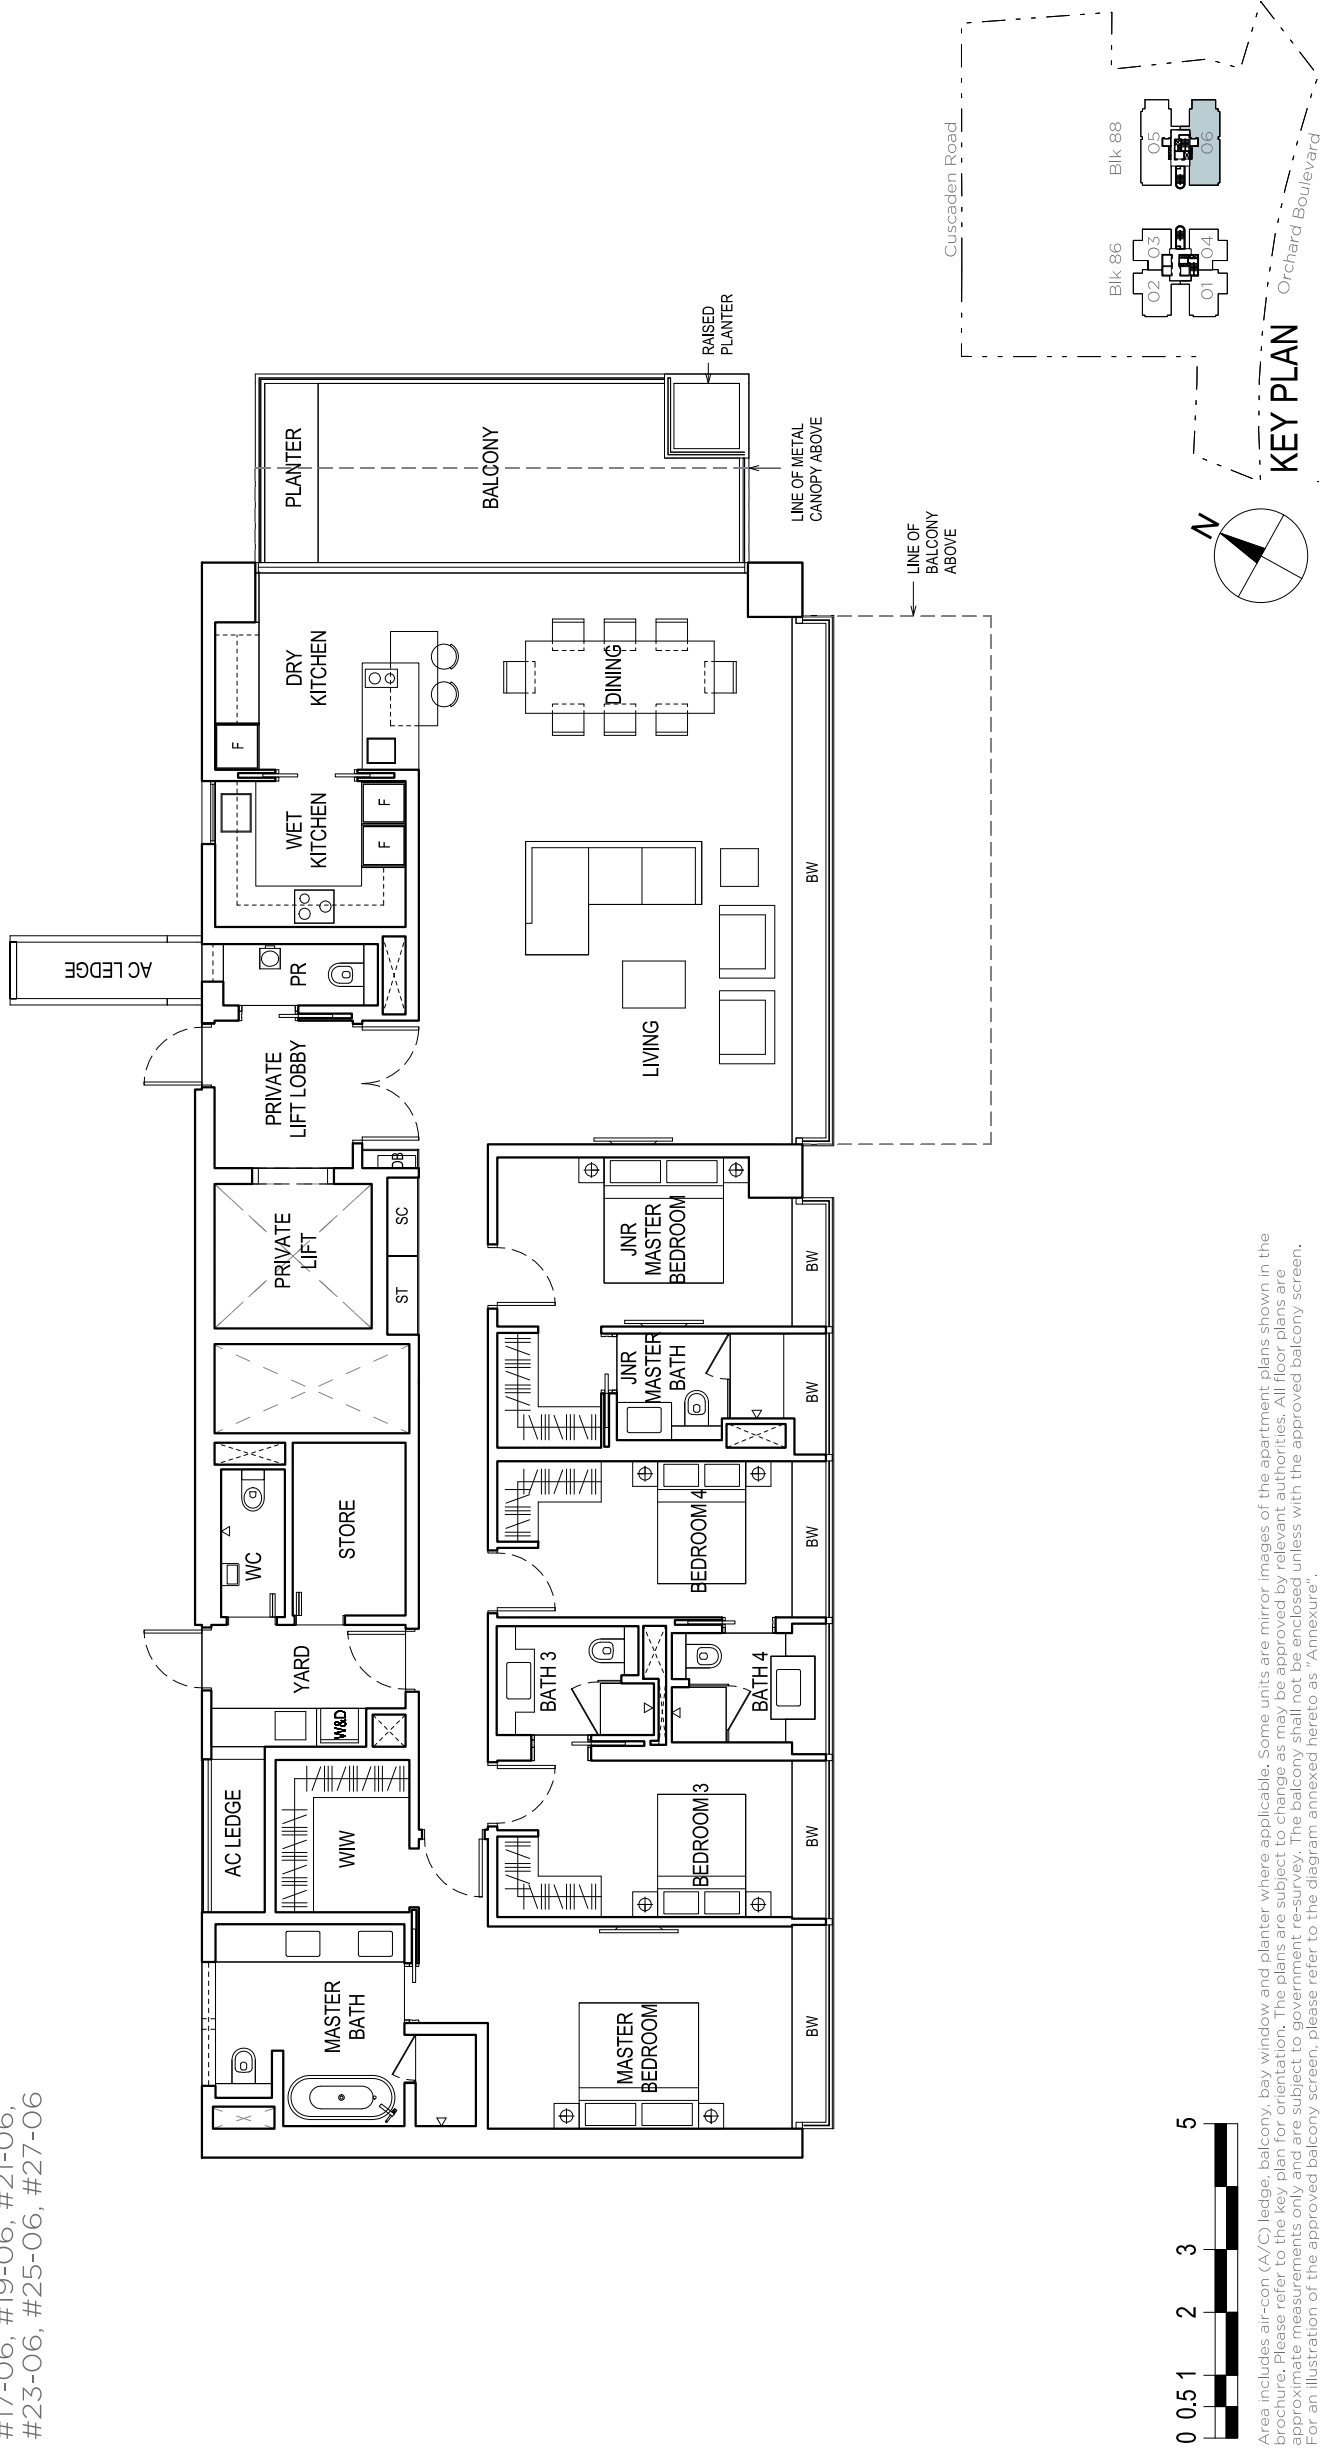 #17-06, #19-06, #21-06,
#23-06, #25-06, #27-06
AC LEDGE
PLANTER
BALCONY
RAISED
PLANTER
LINE OF METAL
CANOPY ABOVE
LINE OF
BALCONY
ABOVE
DRY
KITCHEN
F
WET
KITCHEN
F
F
DINING
BW
PR
PRIVATE
LIFT LOBBY
LIVING
DB
PRIVATE
LIFT
SC
ST
JNR
MASTER
BEDROOM
BW
JNR
MASTER
BATH
BW
WC
STORE
BEDROOM 4
BW
YARD
W&D
BATH 3
BATH 4
AC LEDGE
WIW
BEDROOM 3
BW
MASTER
BATH
MASTER
BEDROOM
BW
Cuscaden Road
Blk 88
05
06
Blk 86
03
02
04
01
Orchard Boulevard
KEY PLAN
N
0 0.5 1 2 3 5
Area includes air-con (A/C) ledge, balcony, bay window and planter where applicable. Some units are mirror images of the apartment plans shown in the
brochure. Please refer to the key plan for orientation. The plans are subject to change as may be approved by relevant authorities. All floor plans are
approximate measurements only and are subject to government re-survey. The balcony shall not be enclosed unless with the approved balcony screen.
For an illustration of the approved balcony screen, please refer to the diagram annexed hereto as "Annexure".